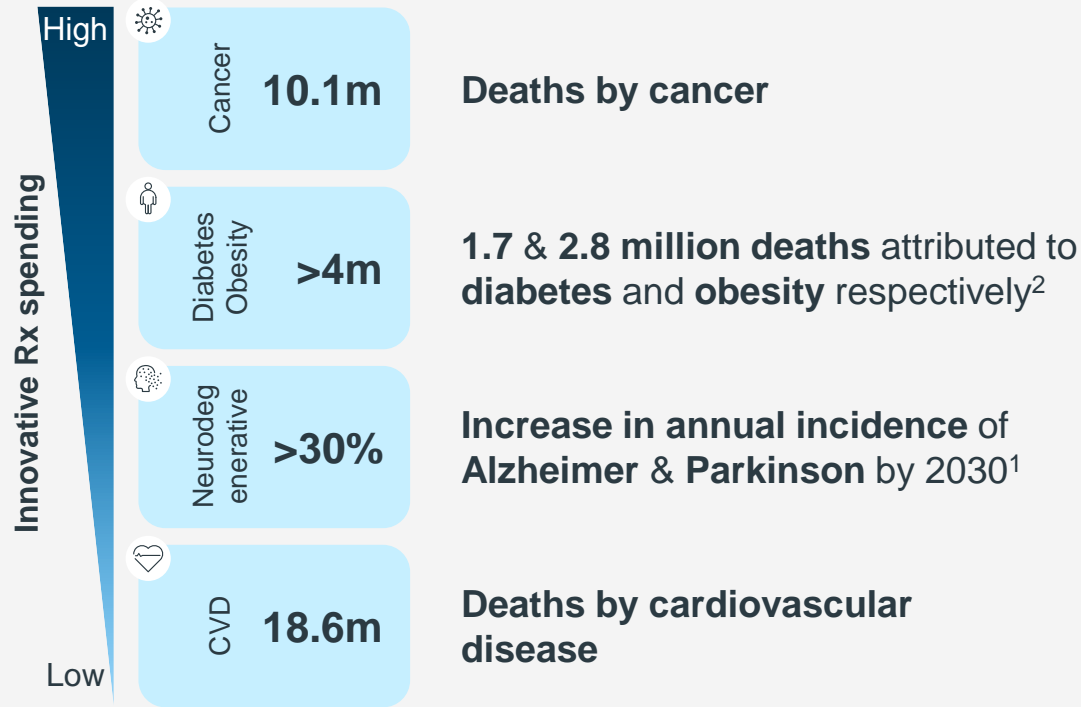 High
Innovative Rx spending
Low
Cancer
10.1m
Deaths by cancer
Diabetes
Obesity
>4m
1.7 & 2.8 million deaths attributed to
diabetes and obesity respectively²
Neurodeg
enerative
>30%
Increase in annual incidence of
Alzheimer & Parkinson by 2030¹
CVD
18.6m
Deaths by cardiovascular
disease